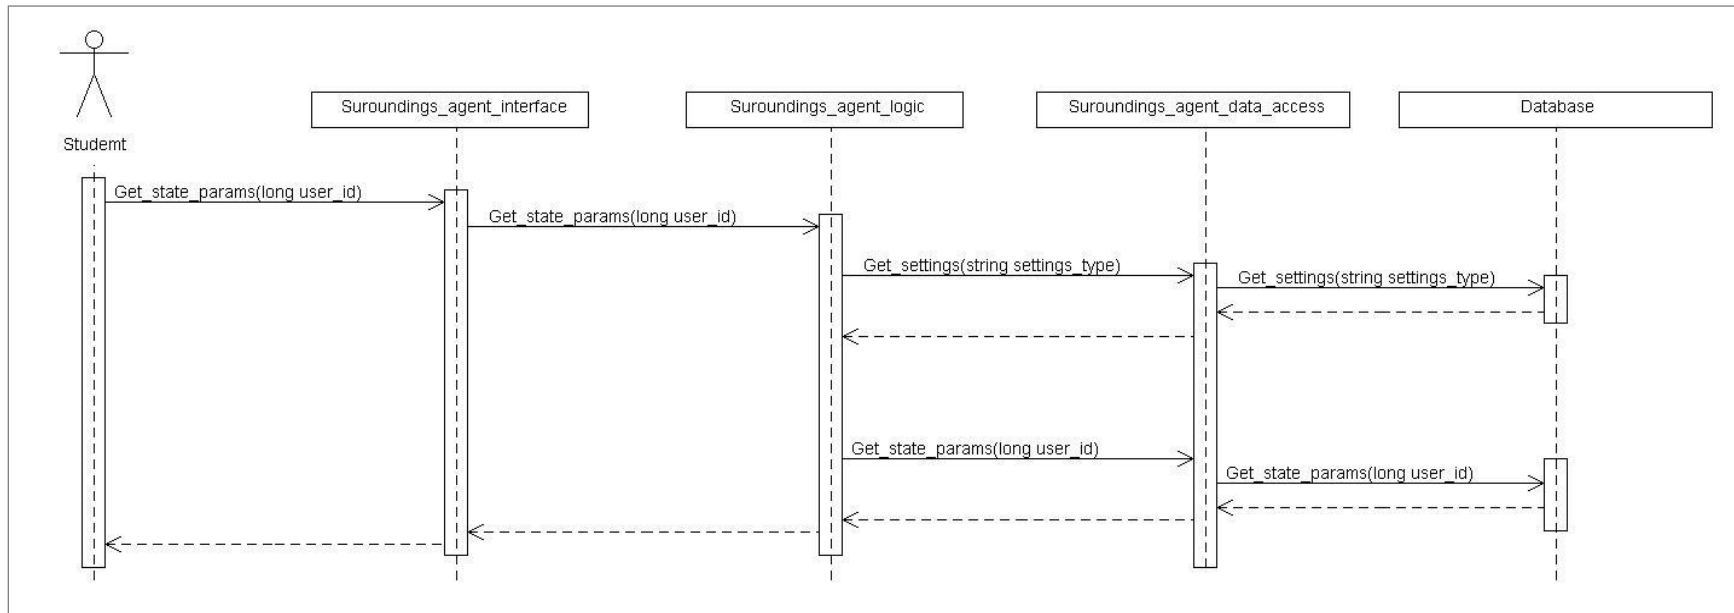 Suroundings_agent_interface
Suroundings_agent_logic
Suroundings_agent_data_access
Database
Studemt
Get_state_params(long user_id)
Get_state_params(long user_id)
Get_settings(string settings_type)
Get_settings(string settings_type)
Get_state_params(long user_id)
Get_state_params(long user_id)